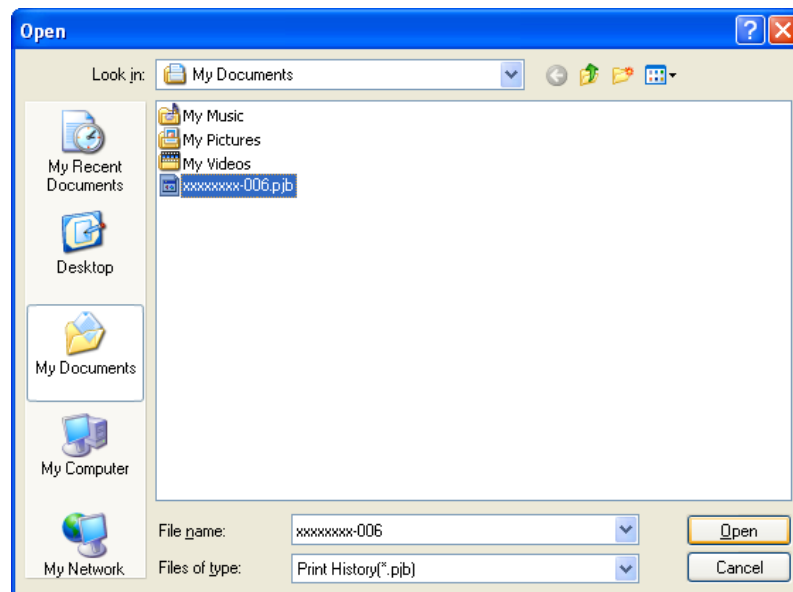 Open
Look in: My Documents
My Music
My Pictures
My Videos
xxxxxxxx-006.pjb
My Recent
Documents
Desktop
My Documents
My Computer
My Network
File name: xxxxxxxx-006 Open
Files of type: Print History(*.pjb) Cancel